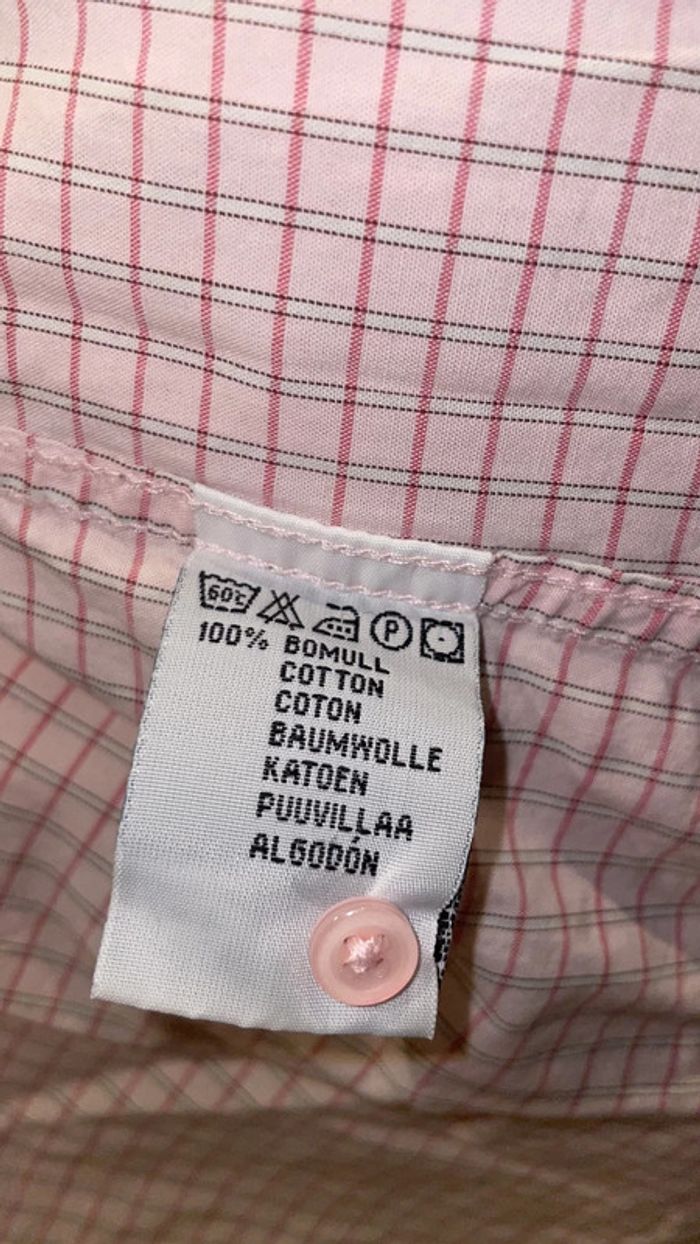 60°C P
100% BOMULL
COTTON
COTON
BAUMWOLLE
KATOEN
PUUVILLAA
ALGODÓN